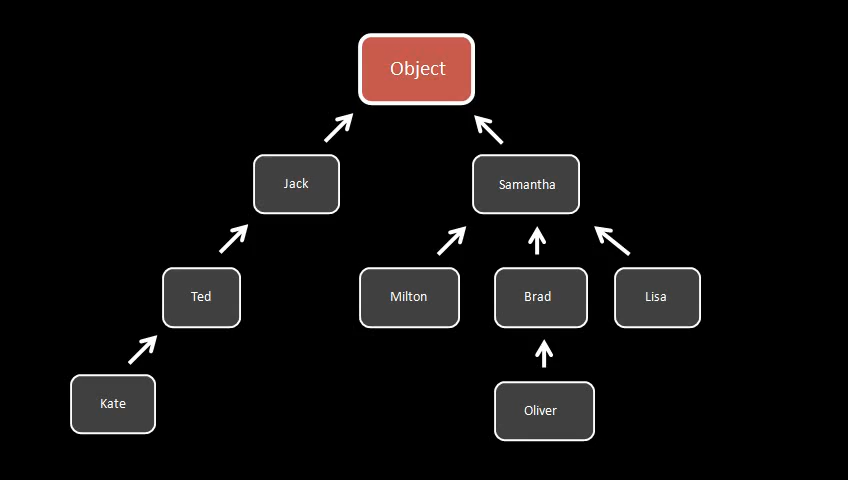 Object
Jack
Samantha
Ted
Milton
Brad
Lisa
Kate
Oliver